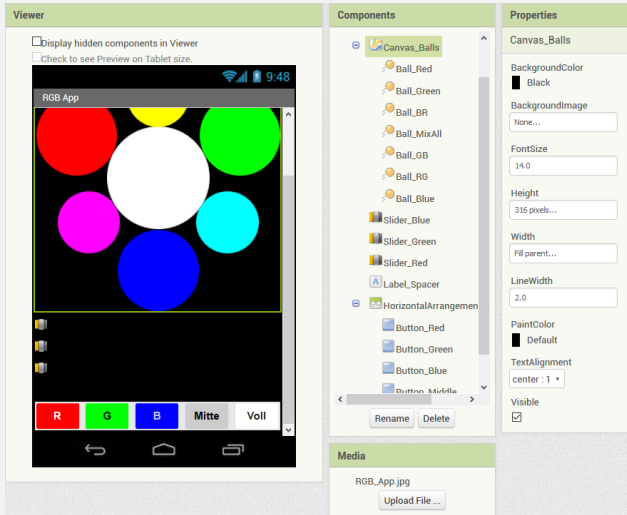 Viewer
Display hidden components in Viewer
Check to see Preview on Tablet size.
9:48
RGB App
R G B Mitte Voll
Components
Canvas_Balls
Ball_Red
Ball_Green
Ball_BR
Ball_MixAll
Ball_GB
Ball_RG
Ball_Blue
Slider_Blue
Slider_Green
Slider_Red
A Label_Spacer
HorizontalArrangemen
Button_Red
Button_Green
Button_Blue
Button_Middle
Rename Delete
Media
RGB_App.jpg
Upload File ...
Properties
Canvas_Balls
BackgroundColor
Black
BackgroundImage
None...
FontSize
14.0
Height
316 pixels...
Width
Fill parent...
LineWidth
2.0
PaintColor
Default
TextAlignment
center : 1
Visible